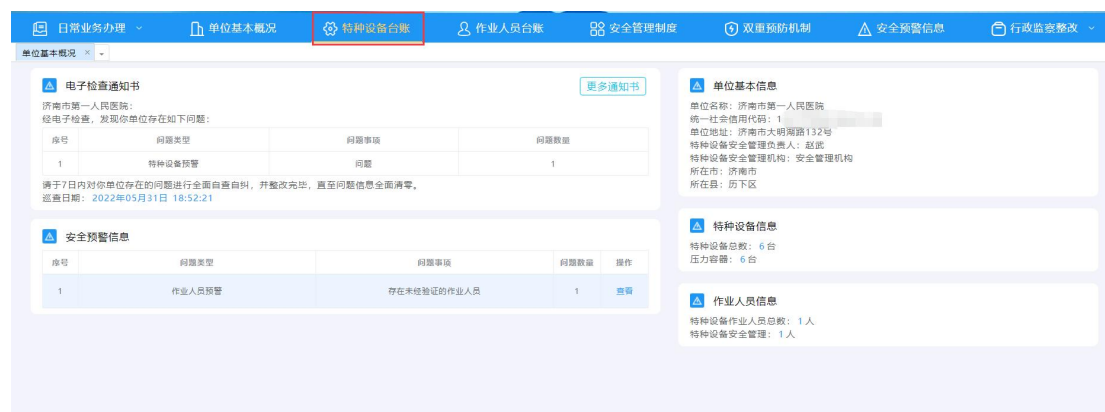 日常业务办理 单位基本概况 特种设备台账 作业人员台账 安全管理制度 双重预防机制 安全预警信息 行政监察整改
单位基本概况 ×
电子检查通知书 更多通知书
济南市第一人民医院：
经电子检查，发现你单位存在如下问题：
序号 问题类型 问题事项 问题数量
1 特种设备预警 问题 1
请于7日内对你单位存在的问题进行全面自查自纠，并整改完毕，直至问题信息全面清零。
巡查日期：2022年05月31日 18:52:21
安全预警信息
序号 问题类型 问题事项 问题数量 操作
1 作业人员预警 存在未经验证的作业人员 1 查看
单位基本信息
单位名称：济南市第一人民医院
统一社会信用代码：1
单位地址：济南市大明湖路132号
特种设备安全管理负责人：赵武
特种设备安全管理机构：安全管理机构
所在市：济南市
所在县：历下区
特种设备信息
特种设备总数：6台
压力容器：6台
作业人员信息
特种设备作业人员总数：1人
特种设备安全管理：1人